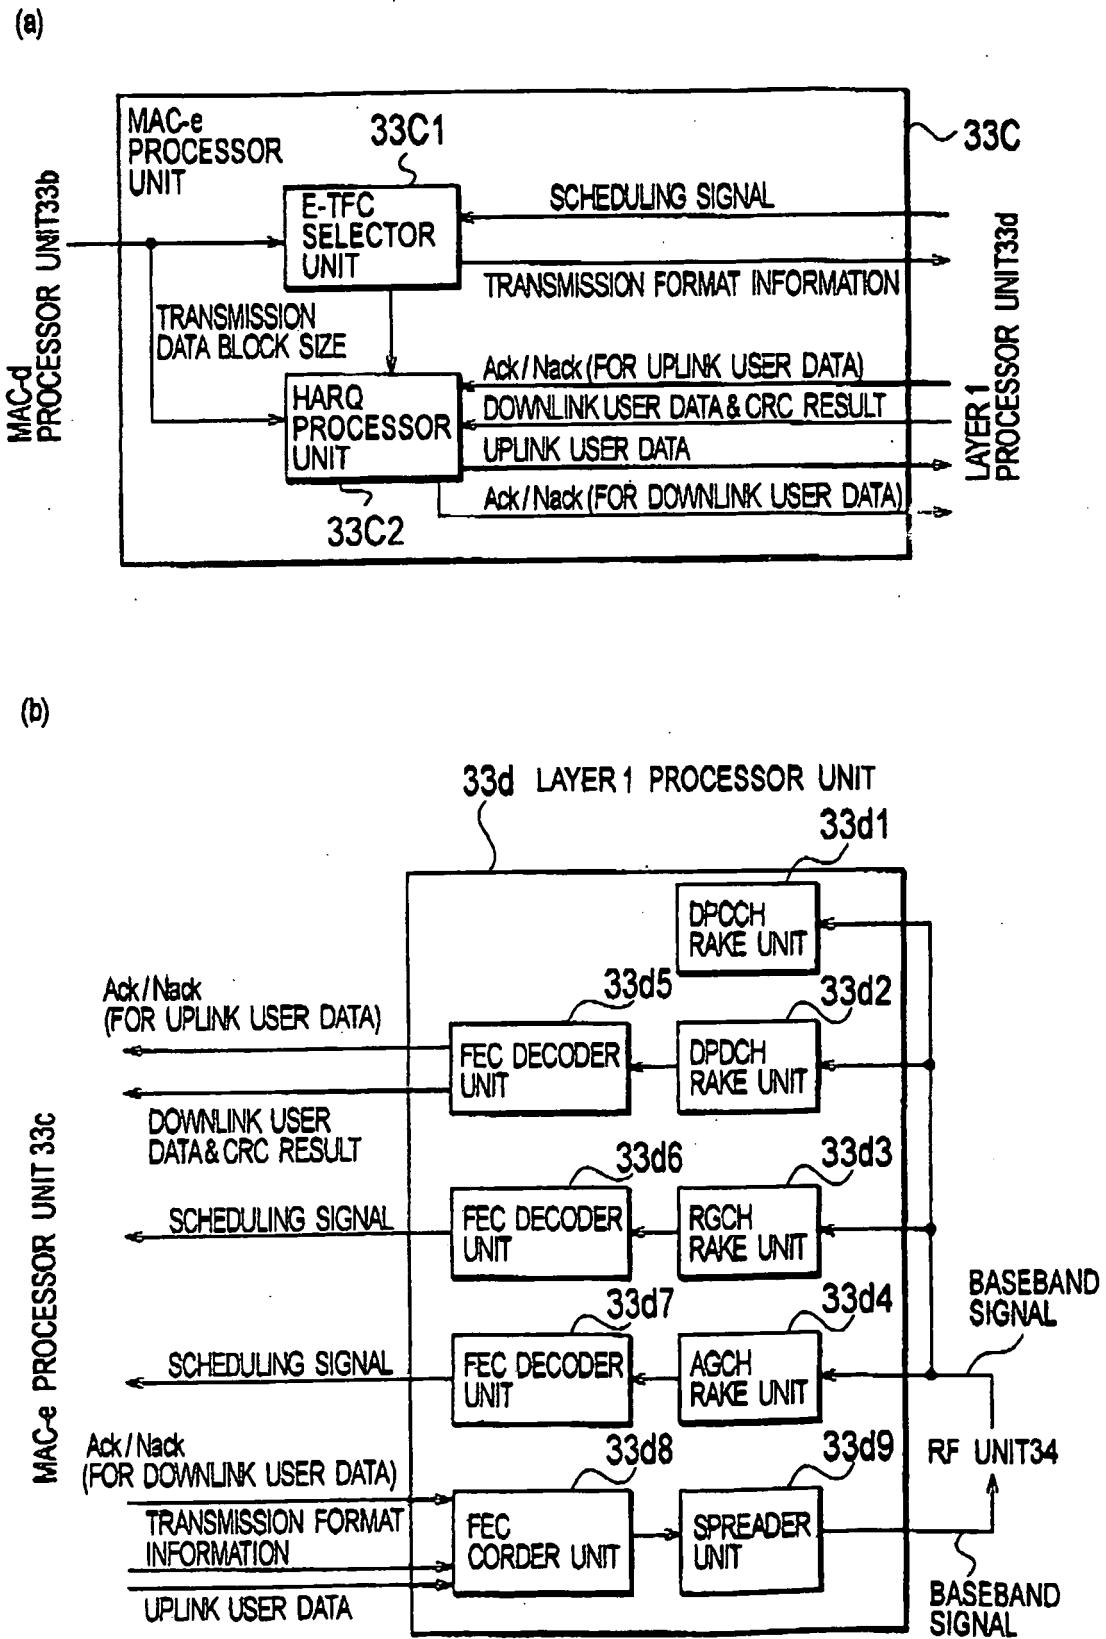 (a)
MAC-e
PROCESSOR
UNIT
33C1
33C
E-TFC
SELECTOR
UNIT
SCHEDULING SIGNAL
TRANSMISSION FORMAT INFORMATION
MAC-d
PROCESSOR UNIT33b
TRANSMISSION
DATA BLOCK SIZE
HARQ
PROCESSOR
UNIT
33C2
Ack/Nack(FOR UPLINK USER DATA)
DOWNLINK USER DATA&CRC RESULT
UPLINK USER DATA
Ack/Nack(FOR DOWNLINK USER DATA)
LAYER1
PROCESSOR UNIT33d
(b)
33d LAYER1 PROCESSOR UNIT
33d1
DPCCH
RAKE UNIT
Ack/Nack
(FOR UPLINK USER DATA)
33d5
33d2
FEC DECODER
UNIT
DPDCH
RAKE UNIT
DOWNLINK USER
DATA&CRC RESULT
33d6
33d3
SCHEDULING SIGNAL
FEC DECODER
UNIT
RGCH
RAKE UNIT
33d7
33d4
SCHEDULING SIGNAL
FEC DECODER
UNIT
AGCH
RAKE UNIT
BASEBAND
SIGNAL
MAC-e PROCESSOR UNIT 33c
Ack/Nack
(FOR DOWNLINK USER DATA)
33d8
33d9
RF UNIT34
TRANSMISSION FORMAT
INFORMATION
FEC
CORDER UNIT
SPREADER
UNIT
UPLINK USER DATA
BASEBAND
SIGNAL